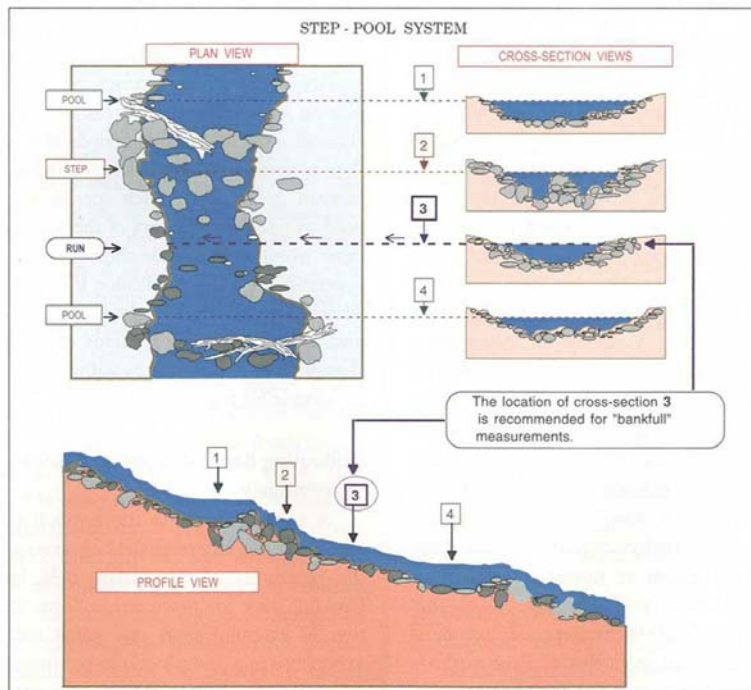 STEP - POOL SYSTEM
PLAN VIEW
CROSS-SECTION VIEWS
1
POOL
2
STEP
3
RUN
4
POOL
The location of cross-section 3
is recommended for "bankfull"
measurements.
1
2
3
4
PROFILE VIEW